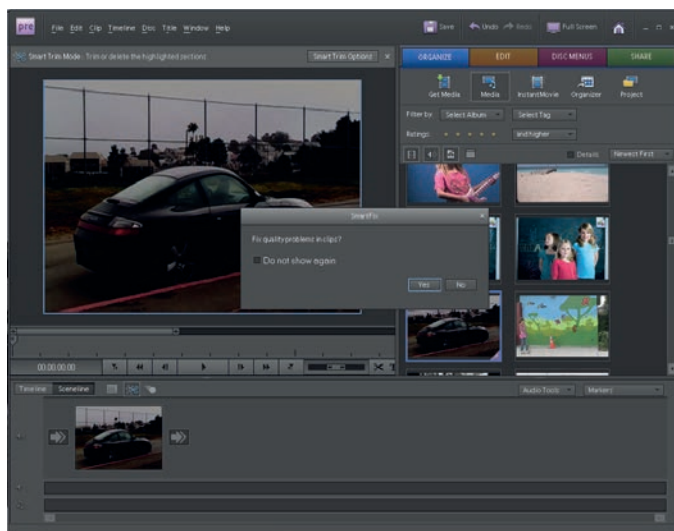 pre File Edit Clip Timeline Disc Title Window Help Save Undo Redo Full Screen
Smart Trim Mode : Trim or delete the highlighted sections Smart Trim Options
ORGANIZE EDIT DISC MENUS SHARE
Get Media Media InstantMovie Organizer Project
Filter by: Select Album Select Tag
Ratings: and higher
Details Newest First
SmartFix
Fix quality problems in clips?
Do not show again
Yes No
00;00;00;00
Timeline Sceneline Audio Tools Markers